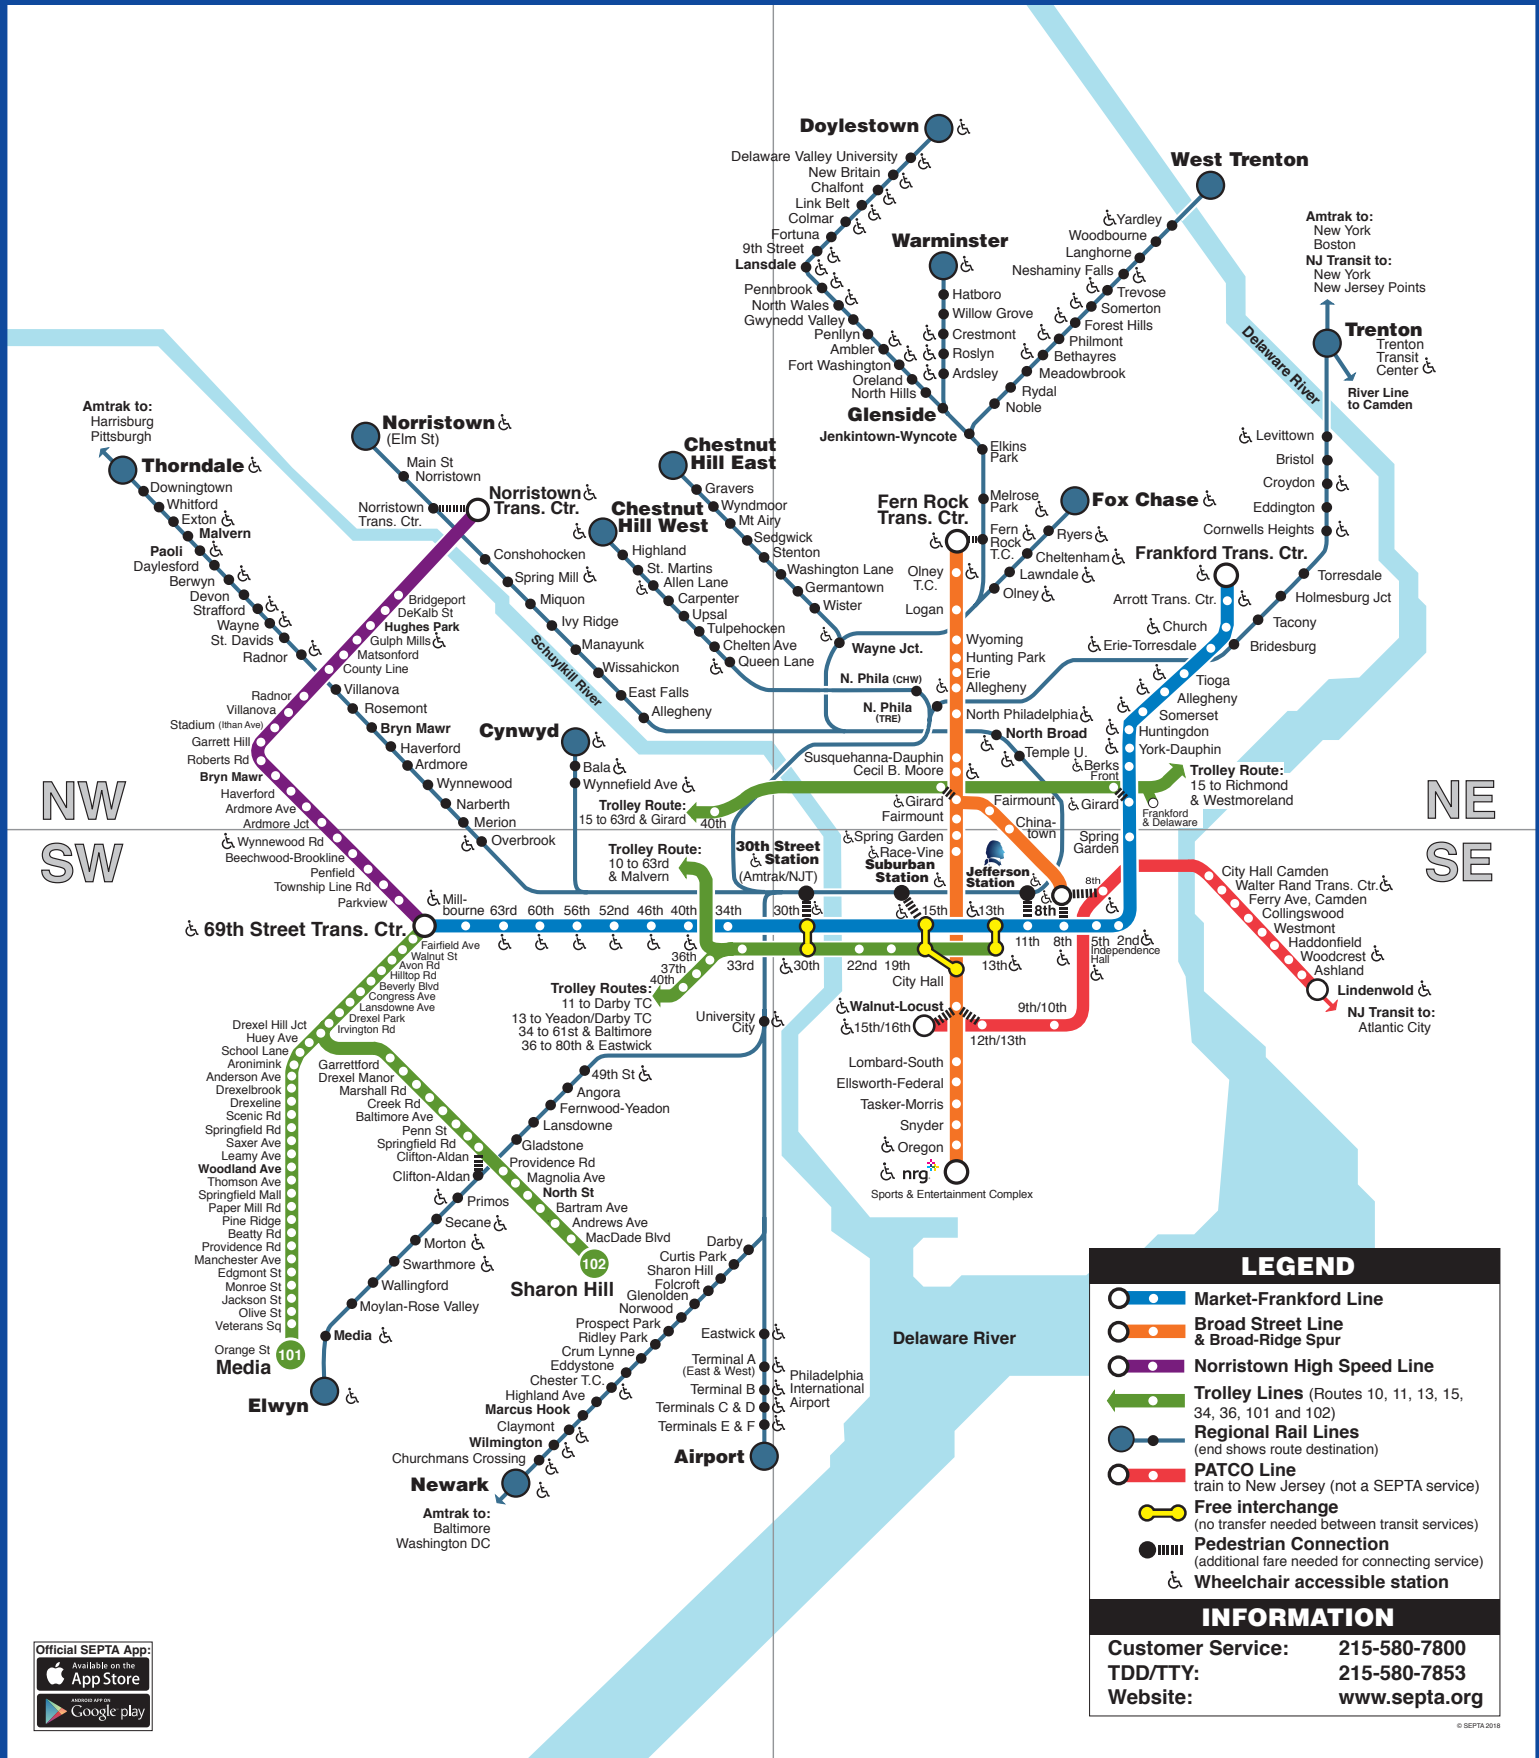 Doylestown
Delaware Valley University
New Britain
Chalfont
Link Belt
Colmar
Fortuna
9th Street
Lansdale
Pennbrook
North Wales
Gwynedd Valley
Penllyn
Ambler
Fort Washington
Oreland
North Hills
Glenside
Jenkintown-Wyncote
Warminster
Hatboro
Willow Grove
Crestmont
Roslyn
Ardsley
West Trenton
Yardley
Woodbourne
Langhorne
Neshaminy Falls
Trevose
Somerton
Forest Hills
Philmont
Bethayres
Meadowbrook
Rydal
Noble
Elkins
Park
Melrose
Park
Fern
Rock
T.C.
Amtrak to:
New York
Boston
NJ Transit to:
New York
New Jersey Points
Trenton
Trenton
Transit
Center
River Line
to Camden
Delaware River
Levittown
Bristol
Croydon
Eddington
Cornwells Heights
Torresdale
Holmesburg Jct
Tacony
Bridesburg
Amtrak to:
Harrisburg
Pittsburgh
Thorndale
Downingtown
Whitford
Exton
Malvern
Paoli
Daylesford
Berwyn
Devon
Strafford
Wayne
St. Davids
Radnor
Villanova
Rosemont
Bryn Mawr
Haverford
Ardmore
Wynnewood
Narberth
Merion
Overbrook
Norristown
(Elm St)
Main St
Norristown
Norristown
Trans. Ctr.
Norristown
Trans. Ctr.
Conshohocken
Spring Mill
Miquon
Ivy Ridge
Manayunk
Wissahickon
East Falls
Allegheny
Schuylkill River
Bridgeport
DeKalb St
Hughes Park
Gulph Mills
Matsonford
County Line
Radnor
Villanova
Stadium (Ithan Ave)
Garrett Hill
Roberts Rd
Bryn Mawr
Haverford
Ardmore Ave
Ardmore Jct
Wynnewood Rd
Beechwood-Brookline
Penfield
Township Line Rd
Parkview
Chestnut
Hill East
Gravers
Wyndmoor
Mt Airy
Sedgwick
Stenton
Washington Lane
Germantown
Wister
Wayne Jct.
Chestnut
Hill West
Highland
St. Martins
Allen Lane
Carpenter
Upsal
Tulpehocken
Chelten Ave
Queen Lane
N. Phila (CHW)
N. Phila
(TRE)
Fern Rock
Trans. Ctr.
Olney
T.C.
Logan
Wyoming
Hunting Park
Erie
Allegheny
North Philadelphia
North Broad
Temple U.
Susquehanna-Dauphin
Cecil B. Moore
Girard
Fairmount
Spring Garden
Race-Vine
Fairmount
China-
town
Fox Chase
Ryers
Cheltenham
Lawndale
Olney
Frankford Trans. Ctr.
Arrott Trans. Ctr.
Church
Erie-Torresdale
Tioga
Allegheny
Somerset
Huntingdon
York-Dauphin
Berks
Front
Girard
Spring
Garden
Trolley Route:
15 to Richmond
& Westmoreland
Frankford
& Delaware
Cynwyd
Bala
Wynnefield Ave
Trolley Route:
15 to 63rd & Girard
40th
NW
SW
NE
SE
Trolley Route:
10 to 63rd
& Malvern
30th Street
Station
(Amtrak/NJT)
Suburban
Station
Jefferson
Station
8th
69th Street Trans. Ctr.
Mill-
bourne
63rd
60th
56th
52nd
46th
40th
34th
30th
15th
13th
8th
11th
8th
5th
Independence
Hall
2nd
36th
37th
40th
33rd
30th
22nd
19th
13th
City Hall
Trolley Routes:
11 to Darby TC
13 to Yeadon/Darby TC
34 to 61st & Baltimore
36 to 80th & Eastwick
City Hall Camden
Walter Rand Trans. Ctr.
Ferry Ave, Camden
Collingswood
Westmont
Haddonfield
Woodcrest
Ashland
Lindenwold
NJ Transit to:
Atlantic City
Walnut-Locust
15th/16th
12th/13th
9th/10th
Lombard-South
Ellsworth-Federal
Tasker-Morris
Snyder
Oregon
nrg
Sports & Entertainment Complex
Fairfield Ave
Walnut St
Avon Rd
Hilltop Rd
Beverly Blvd
Congress Ave
Lansdowne Ave
Drexel Park
Irvington Rd
Drexel Hill Jct
Huey Ave
School Lane
Aronimink
Anderson Ave
Drexelbrook
Drexeline
Scenic Rd
Springfield Rd
Saxer Ave
Leamy Ave
Woodland Ave
Thomson Ave
Springfield Mall
Paper Mill Rd
Pine Ridge
Beatty Rd
Providence Rd
Manchester Ave
Edgmont St
Monroe St
Jackson St
Olive St
Veterans Sq
Orange St
Media
101
Garrettford
Drexel Manor
Marshall Rd
Creek Rd
Baltimore Ave
Penn St
Springfield Rd
Clifton-Aldan
Providence Rd
Magnolia Ave
North St
Bartram Ave
Andrews Ave
MacDade Blvd
102
Sharon Hill
University
City
49th St
Angora
Fernwood-Yeadon
Lansdowne
Gladstone
Clifton-Aldan
Primos
Secane
Morton
Swarthmore
Wallingford
Moylan-Rose Valley
Media
Elwyn
Darby
Curtis Park
Sharon Hill
Folcroft
Glenolden
Norwood
Prospect Park
Ridley Park
Crum Lynne
Eddystone
Chester T.C.
Highland Ave
Marcus Hook
Claymont
Wilmington
Churchmans Crossing
Newark
Amtrak to:
Baltimore
Washington DC
Eastwick
Terminal A
(East & West)
Terminal B
Terminals C & D
Terminals E & F
Philadelphia
International
Airport
Airport
Delaware River
LEGEND
Market-Frankford Line
Broad Street Line
& Broad-Ridge Spur
Norristown High Speed Line
Trolley Lines (Routes 10, 11, 13, 15,
34, 36, 101 and 102)
Regional Rail Lines
(end shows route destination)
PATCO Line
train to New Jersey (not a SEPTA service)
Free interchange
(no transfer needed between transit services)
Pedestrian Connection
(additional fare needed for connecting service)
Wheelchair accessible station
INFORMATION
Customer Service: 215-580-7800
TDD/TTY: 215-580-7853
Website: www.septa.org
© SEPTA 2018
Official SEPTA App:
Available on the
App Store
ANDROID APP ON
Google play